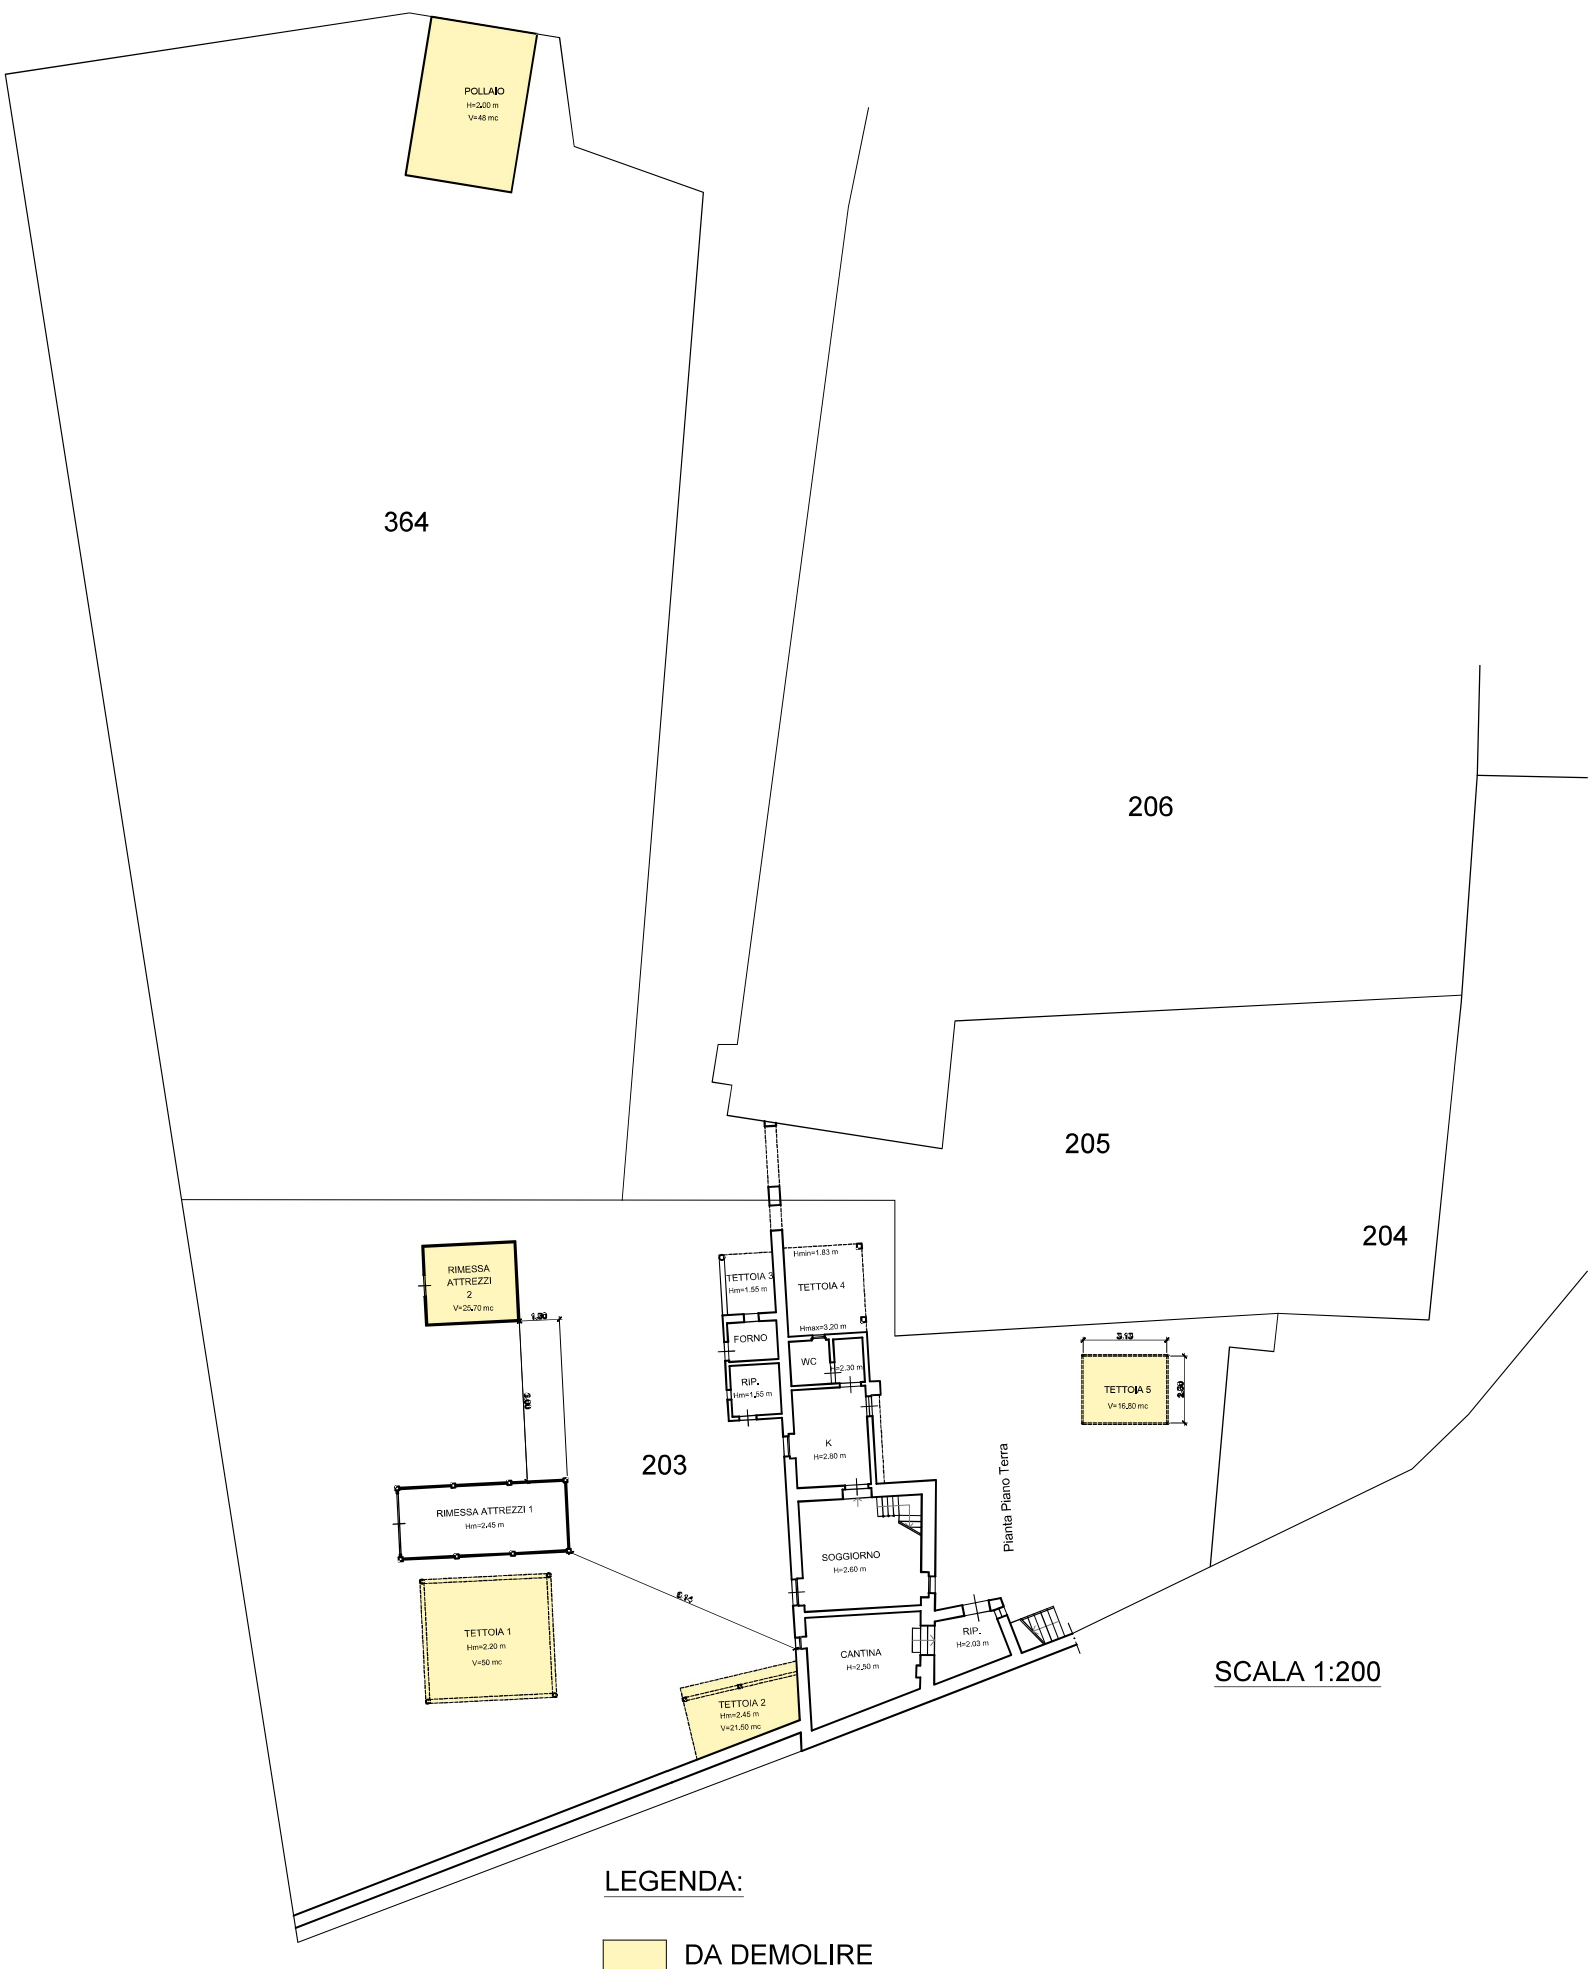 POLLAIO
H=2.00 m
V=48 mc
364
206
205
204
RIMESSA
ATTREZZI
2
V=25.70 mc
3.60
TETTOIA 3
Hm=1.55 m
Hmin=1.83 m
TETTOIA 4
Hmax=3.20 m
FORNO
WC
H=2.30 m
RIP.
Hm=1.55 m
K
H=2.80 m
3.13
TETTOIA 5
V=16.80 mc
203
Pianta Piano Terra
RIMESSA ATTREZZI 1
Hm=2.45 m
SOGGIORNO
H=2.60 m
TETTOIA 1
Hm=2.20 m
V=50 mc
CANTINA
H=2.50 m
RIP.
H=2.03 m
TETTOIA 2
Hm=2.45 m
V=21.50 mc
SCALA 1:200
LEGENDA:
DA DEMOLIRE